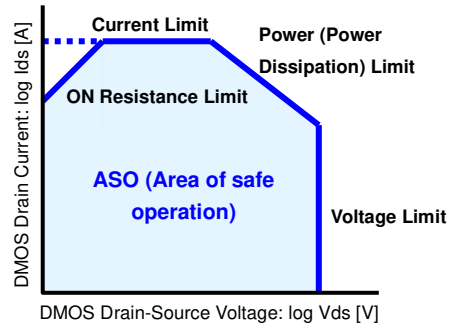 Current Limit
Power (Power
Dissipation) Limit
ON Resistance Limit
ASO (Area of safe
operation)
Voltage Limit
DMOS Drain Current: log Ids [A]
DMOS Drain-Source Voltage: log Vds [V]